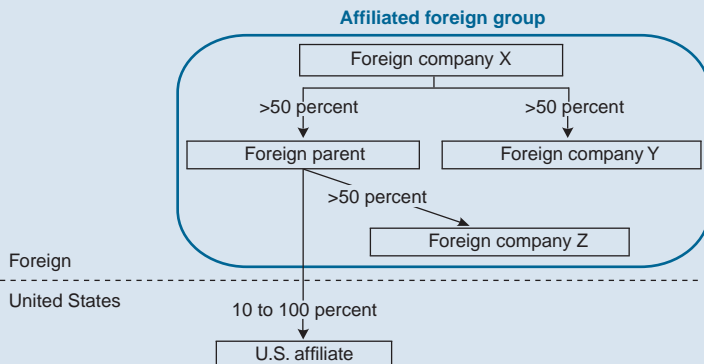 Affiliated foreign group
Foreign company X
>50 percent
>50 percent
Foreign parent
Foreign company Y
>50 percent
Foreign company Z
Foreign
United States
10 to 100 percent
U.S. affiliate